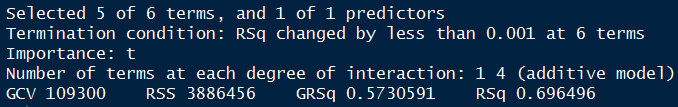 Selected 5 of 6 terms, and 1 of 1 predictors
Termination condition: RSq changed by less than 0.001 at 6 terms
Importance: t
Number of terms at each degree of interaction: 1 4 (additive model)
GCV 109300    RSS 3886456    GRSq 0.5730591    RSq 0.696496